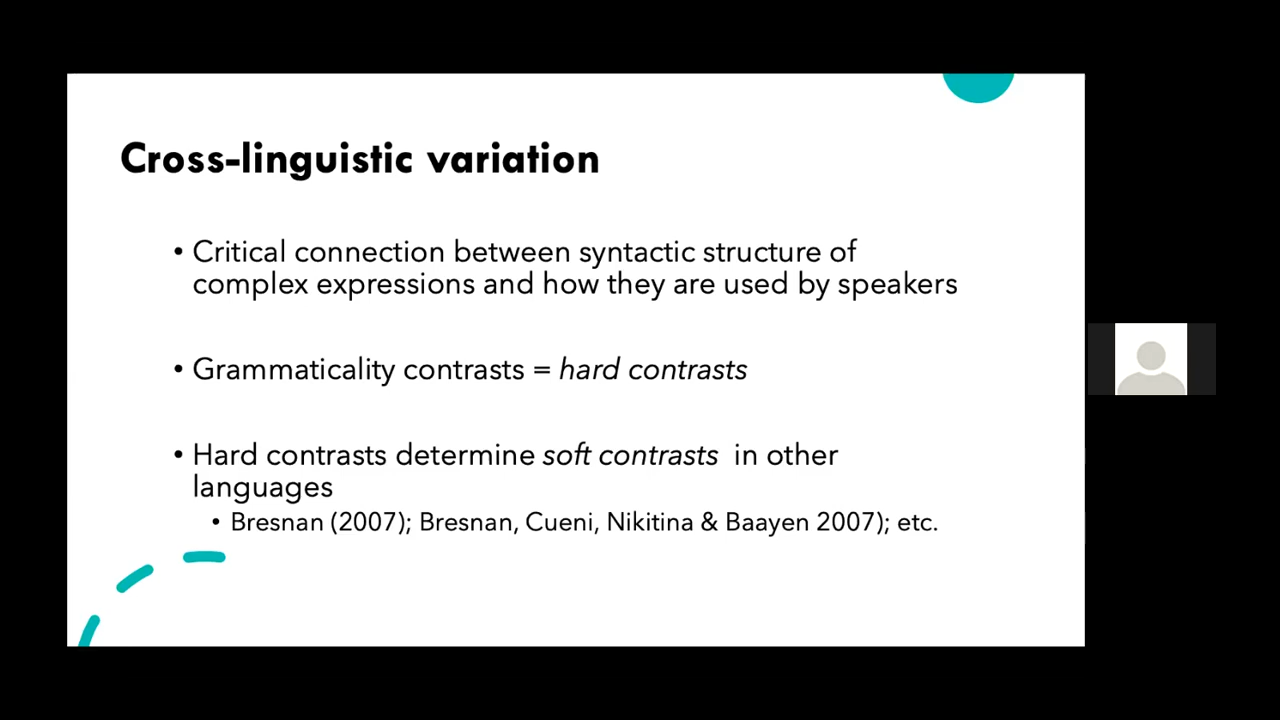 Cross-linguistic variation
• Critical connection between syntactic structure of
complex expressions and how they are used by speakers
• Grammaticality contrasts = hard contrasts
• Hard contrasts determine soft contrasts  in other
languages
• Bresnan (2007); Bresnan, Cueni, Nikitina & Baayen 2007); etc.